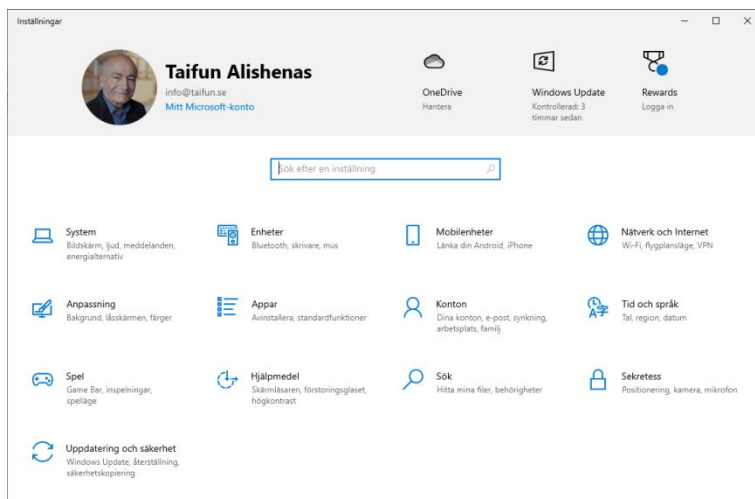 Inställningar
Taifun Alishenas
info@taifun.se
Mitt Microsoft-konto
OneDrive
Hantera
Windows Update
Kontrollerad: 3
timmar sedan
Rewards
Logga in
Sök efter en inställning
System
Bildskärm, ljud, meddelanden,
energialternativ
Enheter
Bluetooth, skrivare, mus
Mobilenheter
Länka din Android, iPhone
Nätverk och Internet
Wi-Fi, flygplansläge, VPN
Anpassning
Bakgrund, låsskärmen, färger
Appar
Avinstallera, standardfunktioner
Konton
Dina konton, e-post, synkning,
arbetsplats, familj
Tid och språk
Tal, region, datum
Spel
Game Bar, inspelningar,
spelläge
Hjälpmedel
Skärmläsaren, förstoringsglaset,
högkontrast
Sök
Hitta mina filer, behörigheter
Sekretess
Positionering, kamera, mikrofon
Uppdatering och säkerhet
Windows Update, återställning,
säkerhetskopiering